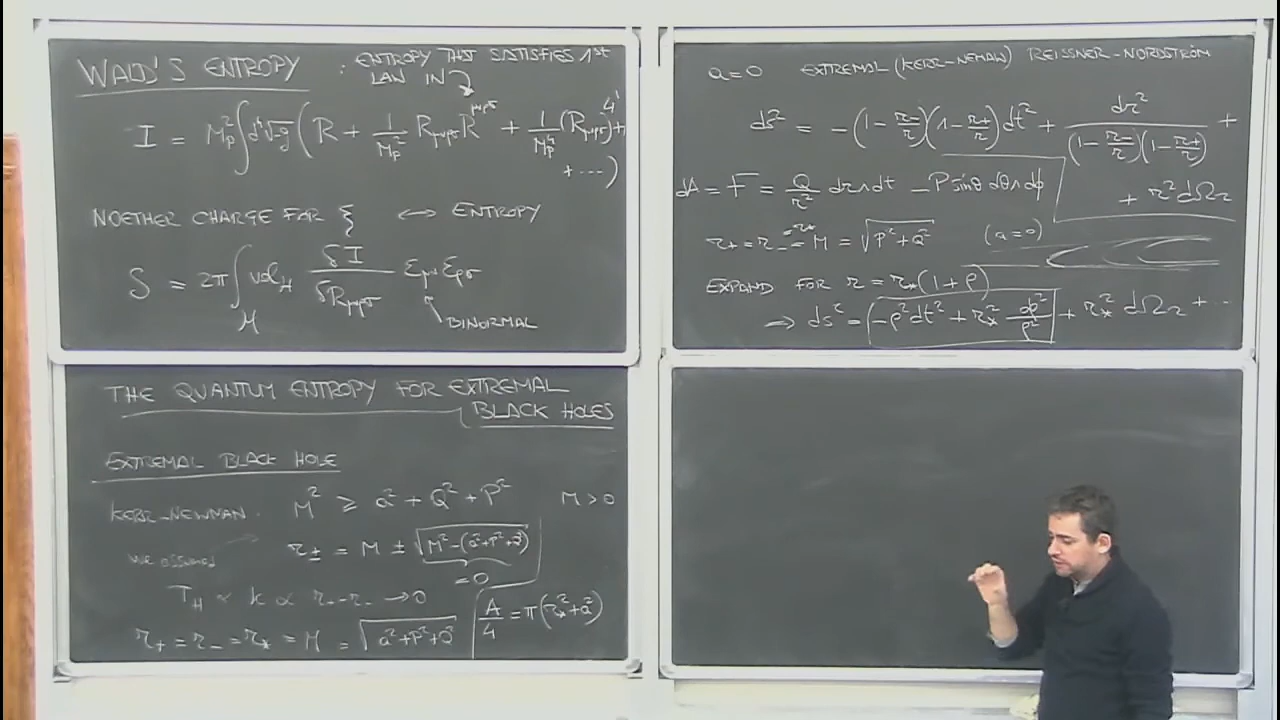 WALD'S ENTROPY : ENTROPY THAT SATISFIES 1st
LAW IN
I = M_p^2 ∫ d^4x √-g ( R + 1/M_p^2 R_μνρσ R^μνρσ + 1/M_p^4 (R_μνρσ)^4 +
+ ...)
NOETHER CHARGE FOR ξ ↔ ENTROPY
S = 2π ∫_H vol_H δI/δR_μνρσ ε_μν ε_ρσ
BINORMAL
THE QUANTUM ENTROPY FOR EXTREMAL
BLACK HOLES
EXTREMAL BLACK HOLE
KERR-NEWMAN. M^2 ≥ a^2 + Q^2 + P^2 M > 0
We assumed r_± = M ± √(M^2-(a^2+P^2+Q^2))
= 0
T_H ∝ k ∝ r_+-r_- → 0
r_+ = r_- = r_* = M = √(a^2+P^2+Q^2) A/4 = π(r_*^2+a^2)
a=0 EXTREMAL (KERR-NEWMAN) REISSNER-NORDSTRÖM
ds^2 = -(1-r_-/r)(1-r_+/r)dt^2 + dr^2/((1-r_-/r)(1-r_+/r)) +
+ r^2 dΩ_2
dA = F = Q/r^2 dr∧dt - P sinθ dθ∧dϕ
r_+ = r_- = r_* = M = √(P^2+Q^2) (a=0)
EXPAND FOR r = r_*(1+ρ)
⇒ ds^2 = -ρ^2dt^2 + r_*^2 dρ^2/ρ^2 + r_*^2 dΩ_2 + ...